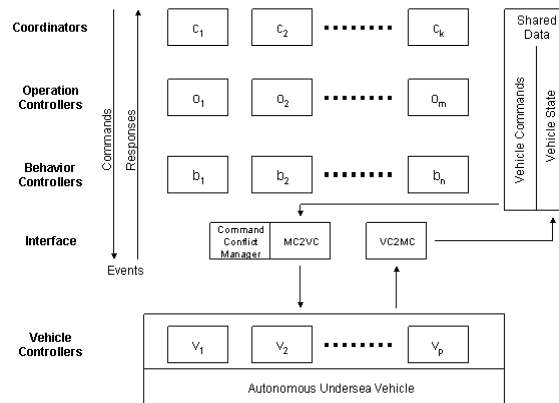 Coordinators
c1
c2
ck
Shared
Data
Operation
Controllers
o1
o2
om
Commands
Responses
Vehicle Commands
Vehicle State
Behavior
Controllers
b1
b2
bn
Interface
Command
Conflict
Manager
MC2VC
VC2MC
Events
Vehicle
Controllers
v1
v2
vp
Autonomous Undersea Vehicle